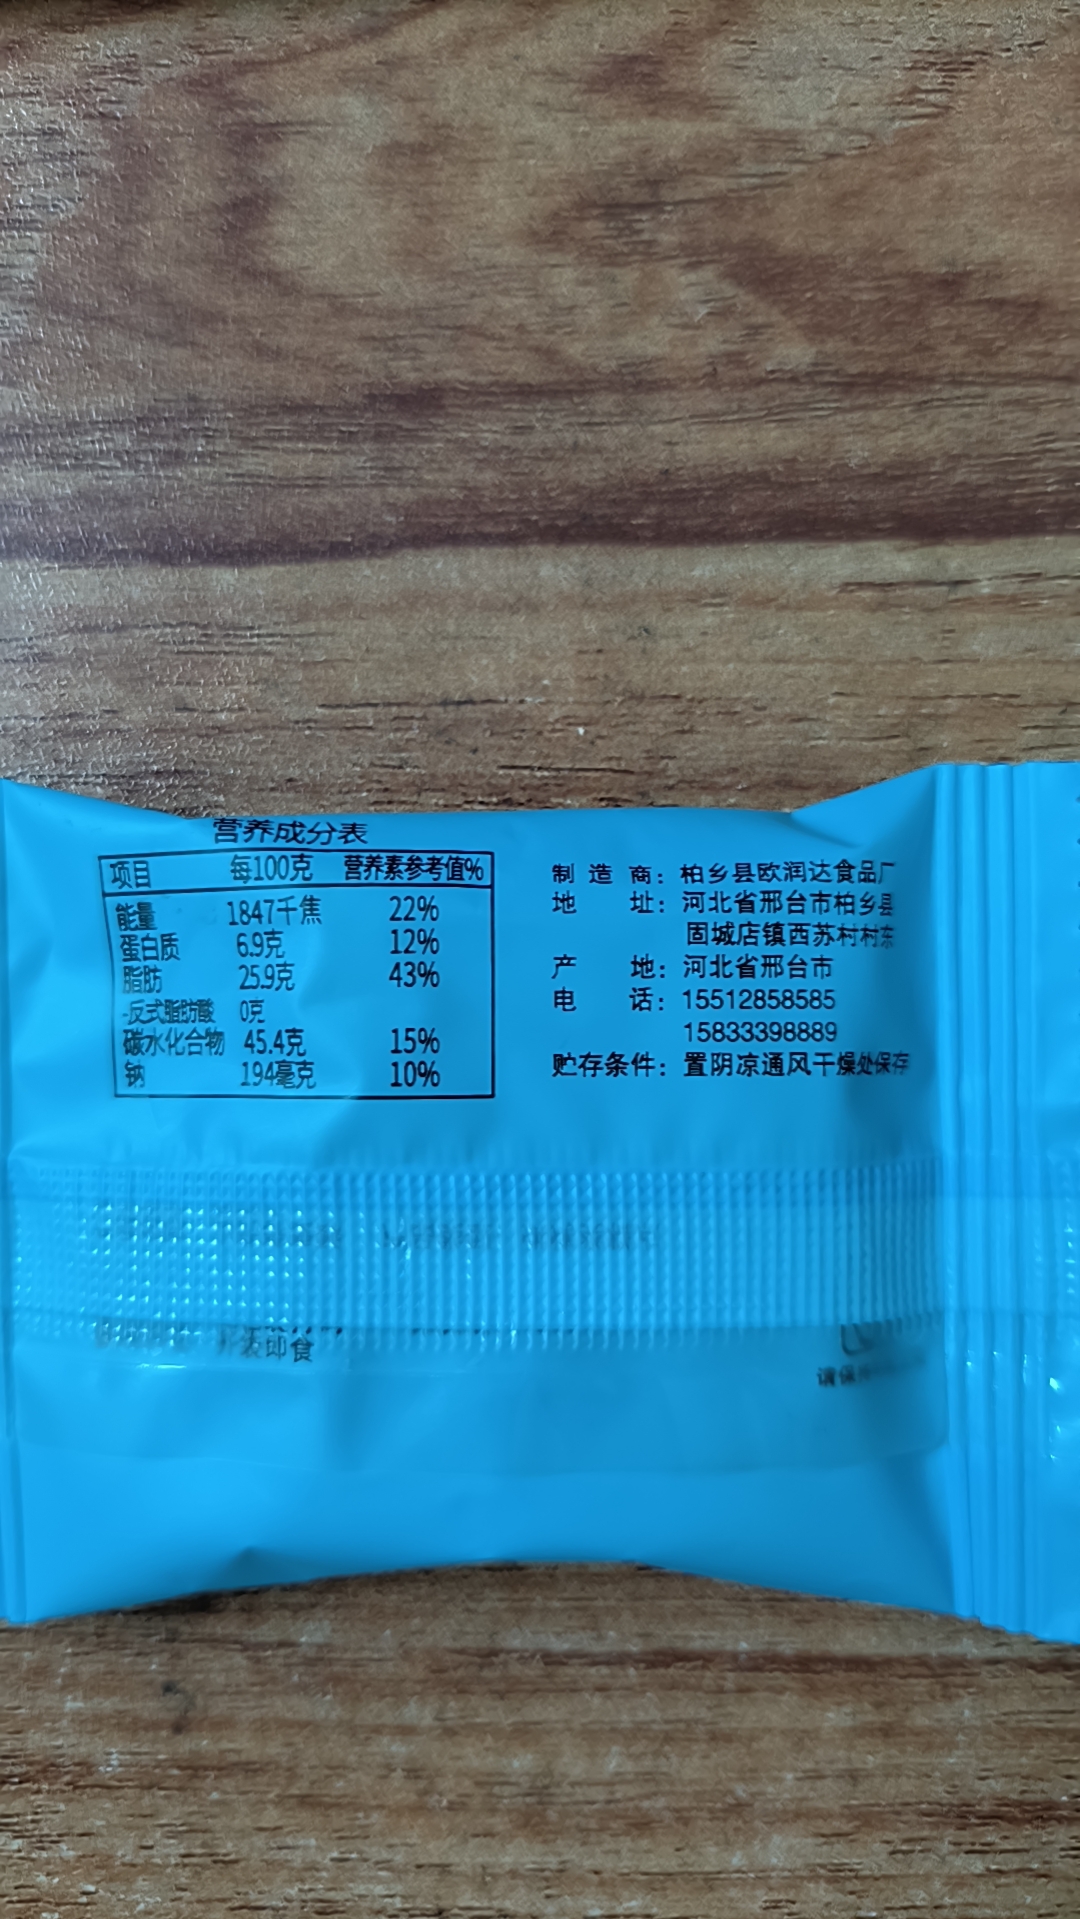 营养成分表
项目 每100克 营养素参考值%
能量 1847千焦 22%
蛋白质 6.9克 12%
脂肪 25.9克 43%
-反式脂肪酸 0克
碳水化合物 45.4克 15%
钠 194毫克 10%
制造商：柏乡县欧润达食品厂
地址：河北省邢台市柏乡县
固城店镇西苏村村东
产地：河北省邢台市
电话：15512858585
15833398889
贮存条件：置阴凉通风干燥处保存
开袋即食
请保